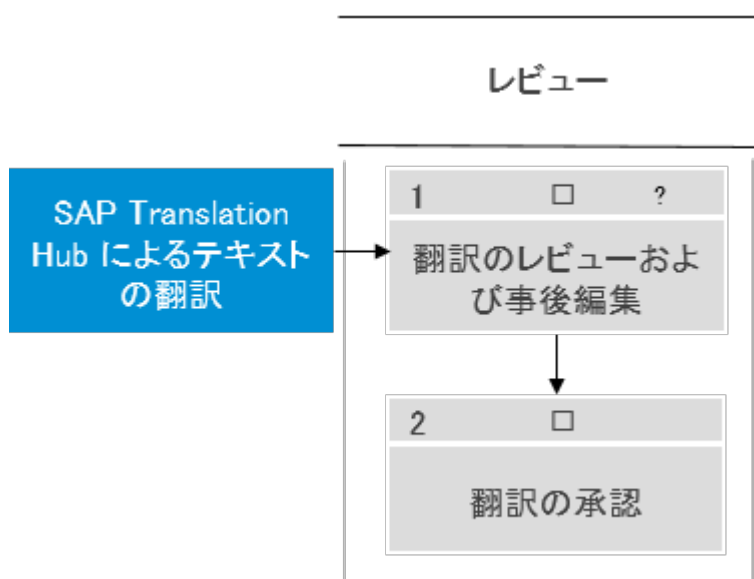 レビュー
SAP Translation
Hub によるテキスト
の翻訳
1 □ ?
翻訳のレビューおよ
び事後編集
2 □
翻訳の承認